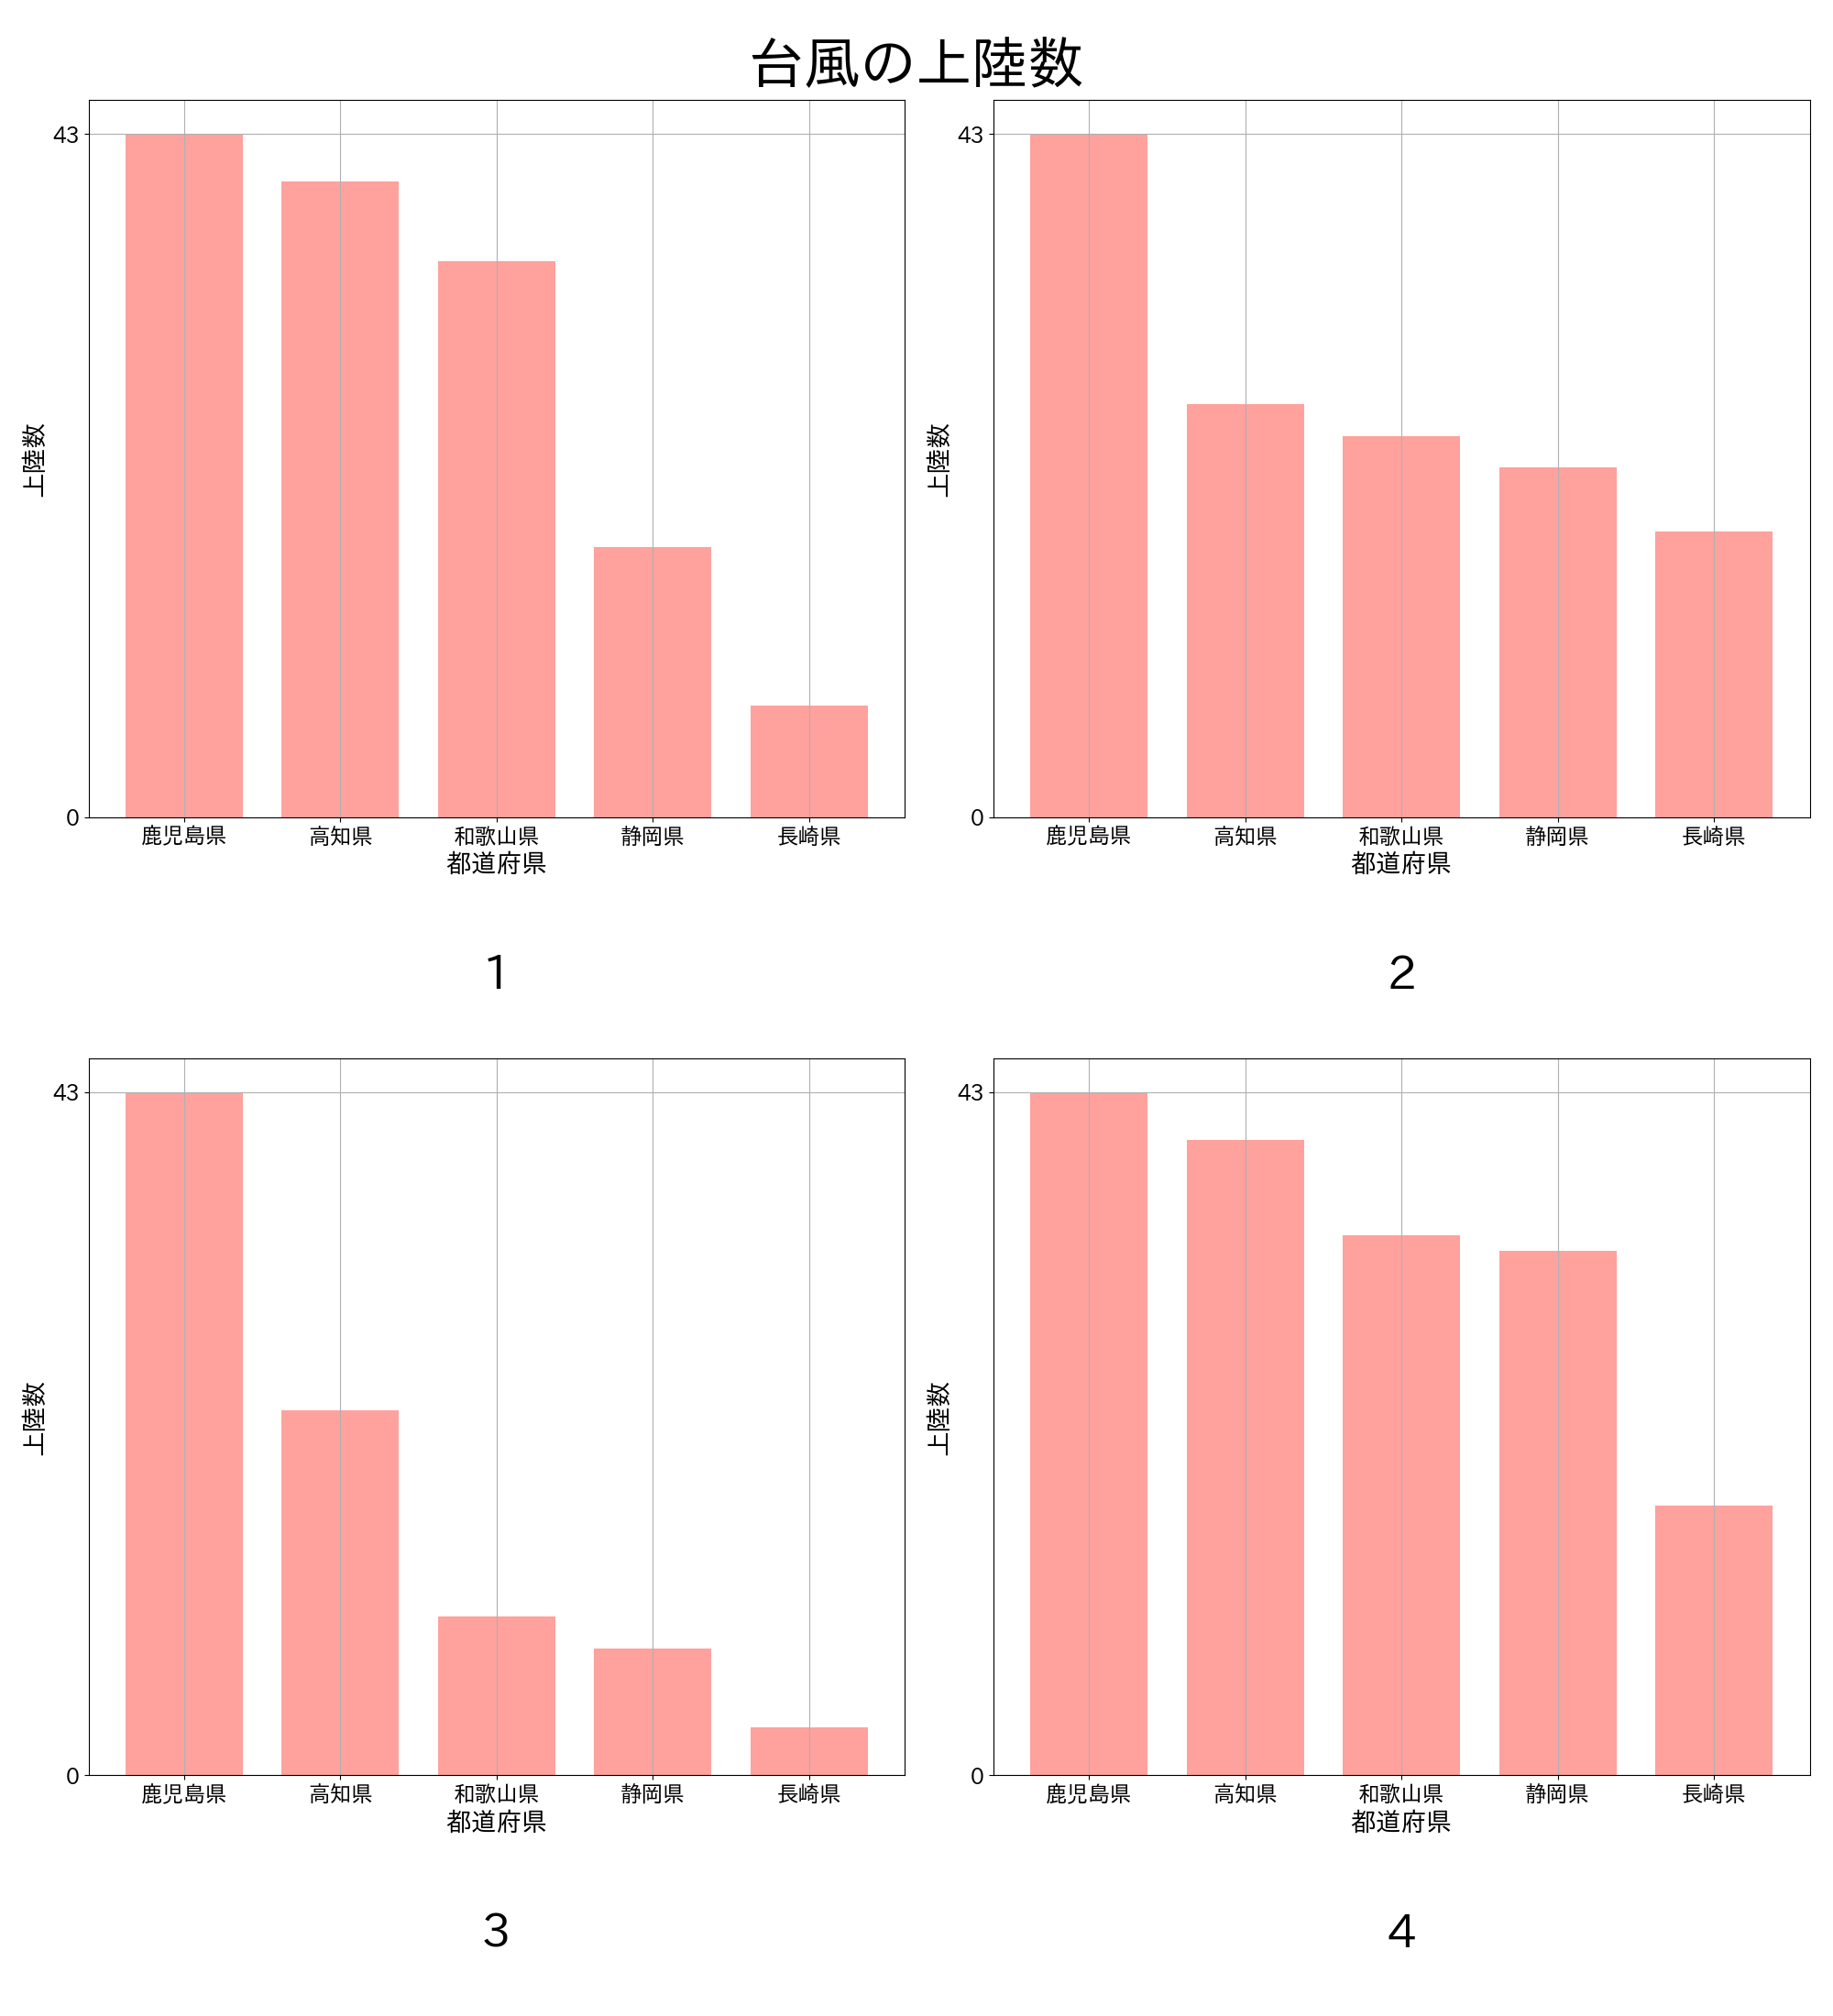 台風の上陸数
43
上陸数
0
鹿児島県 高知県 和歌山県 静岡県 長崎県
都道府県
1
43
上陸数
0
鹿児島県 高知県 和歌山県 静岡県 長崎県
都道府県
2
43
上陸数
0
鹿児島県 高知県 和歌山県 静岡県 長崎県
都道府県
3
43
上陸数
0
鹿児島県 高知県 和歌山県 静岡県 長崎県
都道府県
4